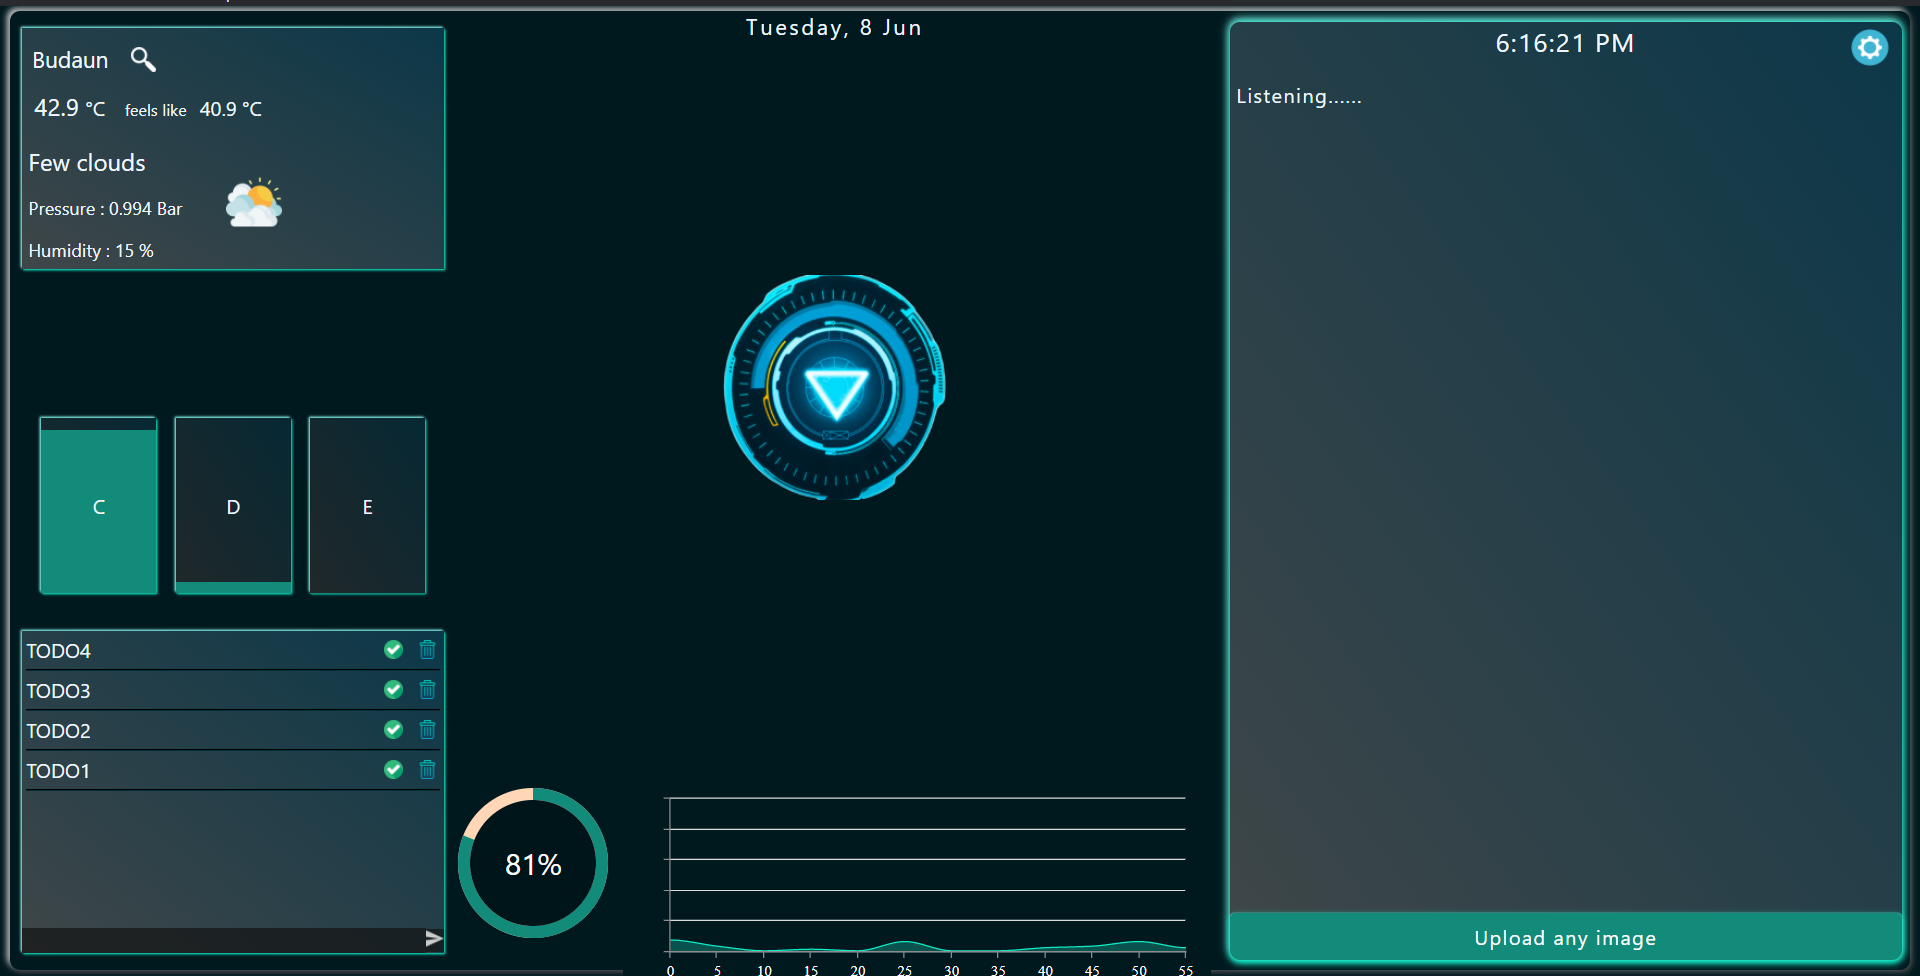 Tuesday, 8 Jun
Budaun
42.9 °C feels like 40.9 °C
Few clouds
Pressure : 0.994 Bar
Humidity : 15 %
C D E
TODO4
TODO3
TODO2
TODO1
81%
0 5 10 15 20 25 30 35 40 45 50 55
6:16:21 PM
Listening......
Upload any image